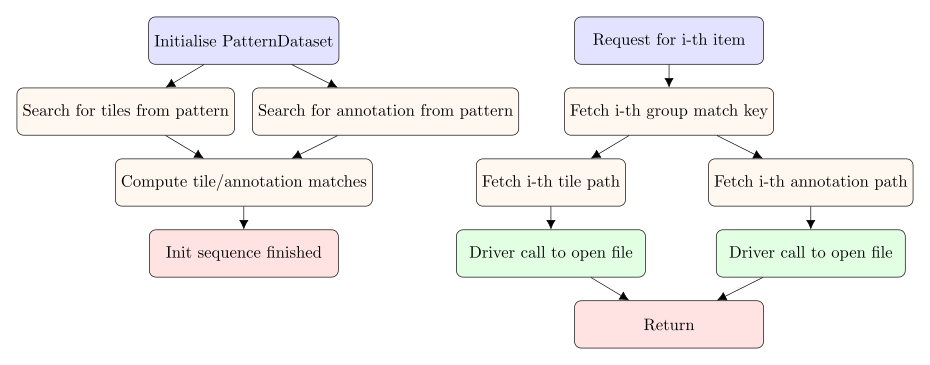 Initialise PatternDataset
Search for tiles from pattern
Search for annotation from pattern
Compute tile/annotation matches
Init sequence finished
Request for i-th item
Fetch i-th group match key
Fetch i-th tile path
Fetch i-th annotation path
Driver call to open file
Driver call to open file
Return